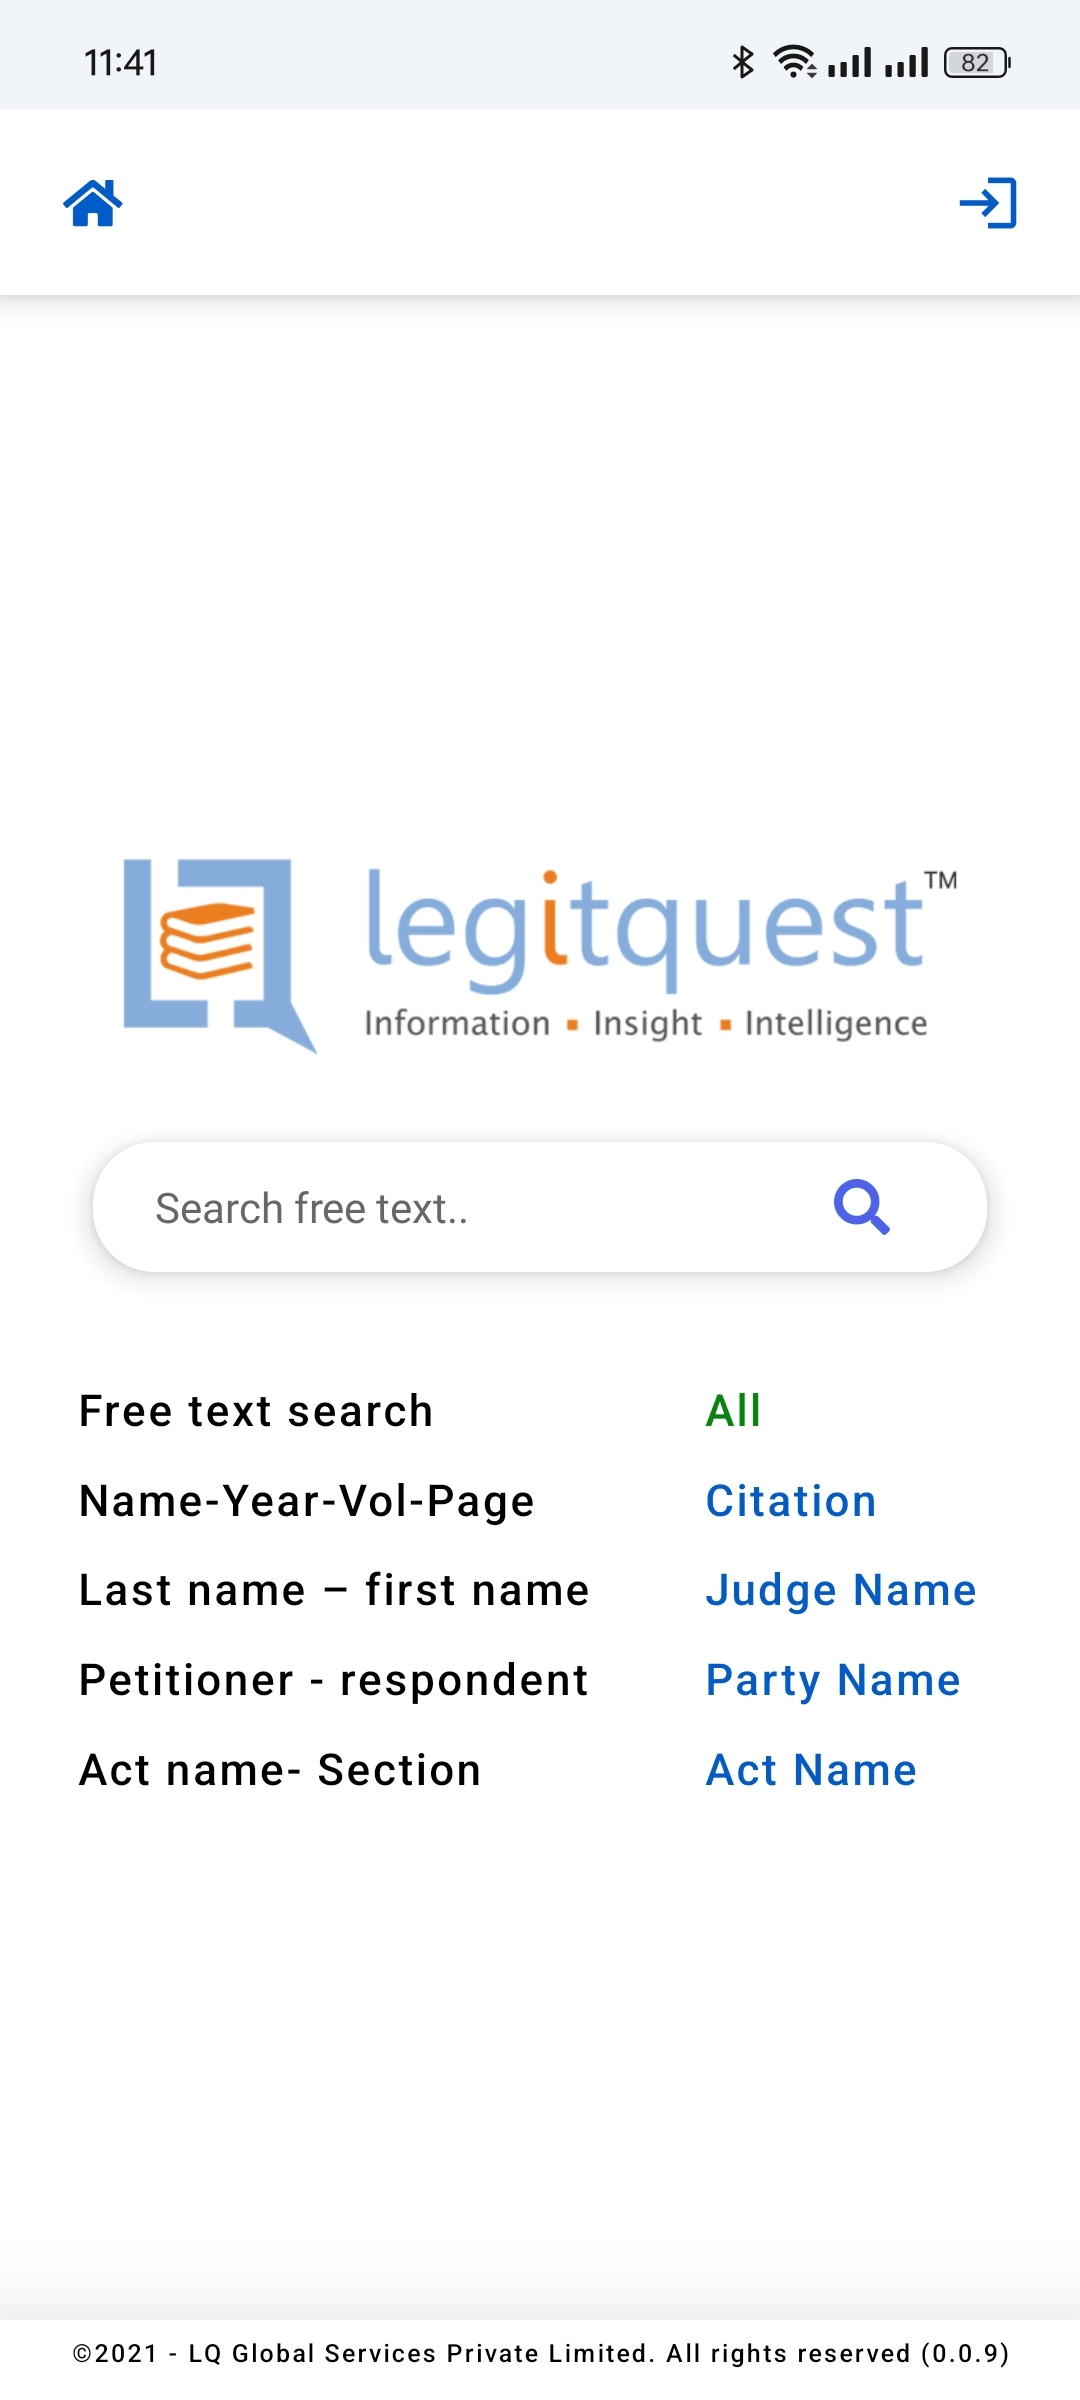 11:41
82
legitquest™
Information ▪ Insight ▪ Intelligence
Search free text..
Free text search All
Name-Year-Vol-Page Citation
Last name – first name Judge Name
Petitioner - respondent Party Name
Act name- Section Act Name
©2021 - LQ Global Services Private Limited. All rights reserved (0.0.9)